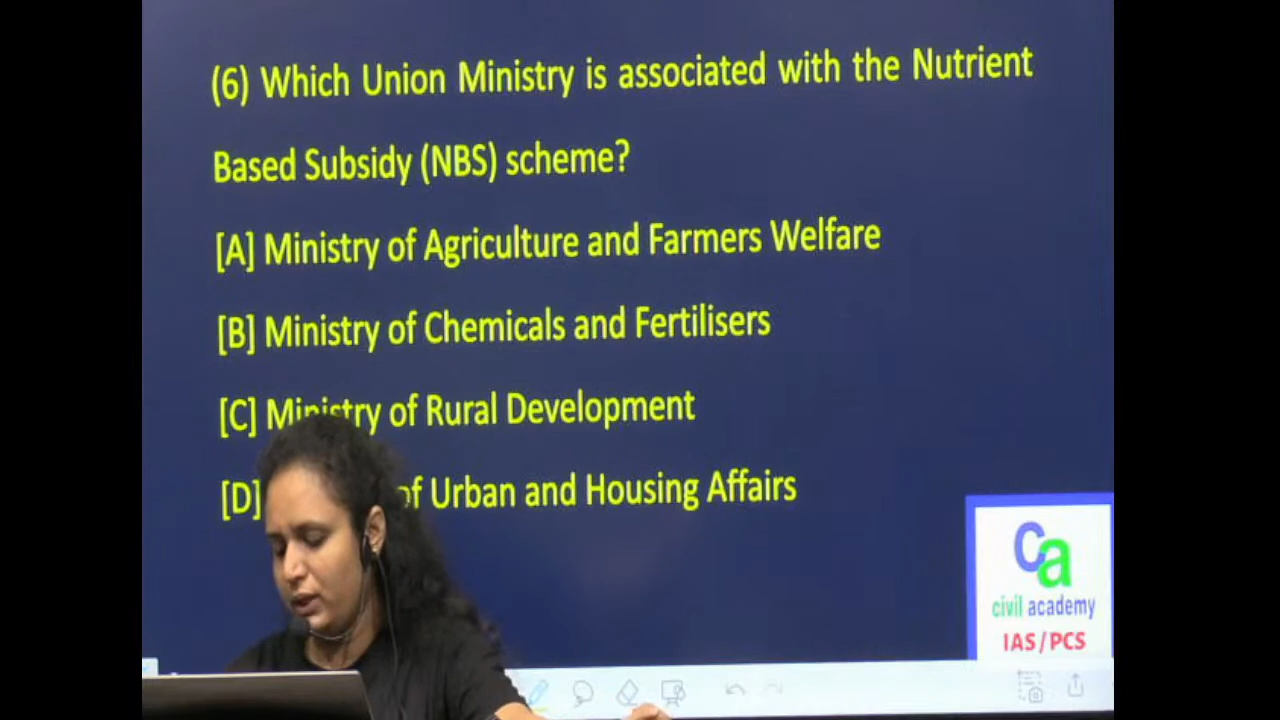 (6) Which Union Ministry is associated with the Nutrient
Based Subsidy (NBS) scheme?
[A] Ministry of Agriculture and Farmers Welfare
[B] Ministry of Chemicals and Fertilisers
[C] Ministry of Rural Development
[D] of Urban and Housing Affairs
Ca
civil academy
IAS/PCS